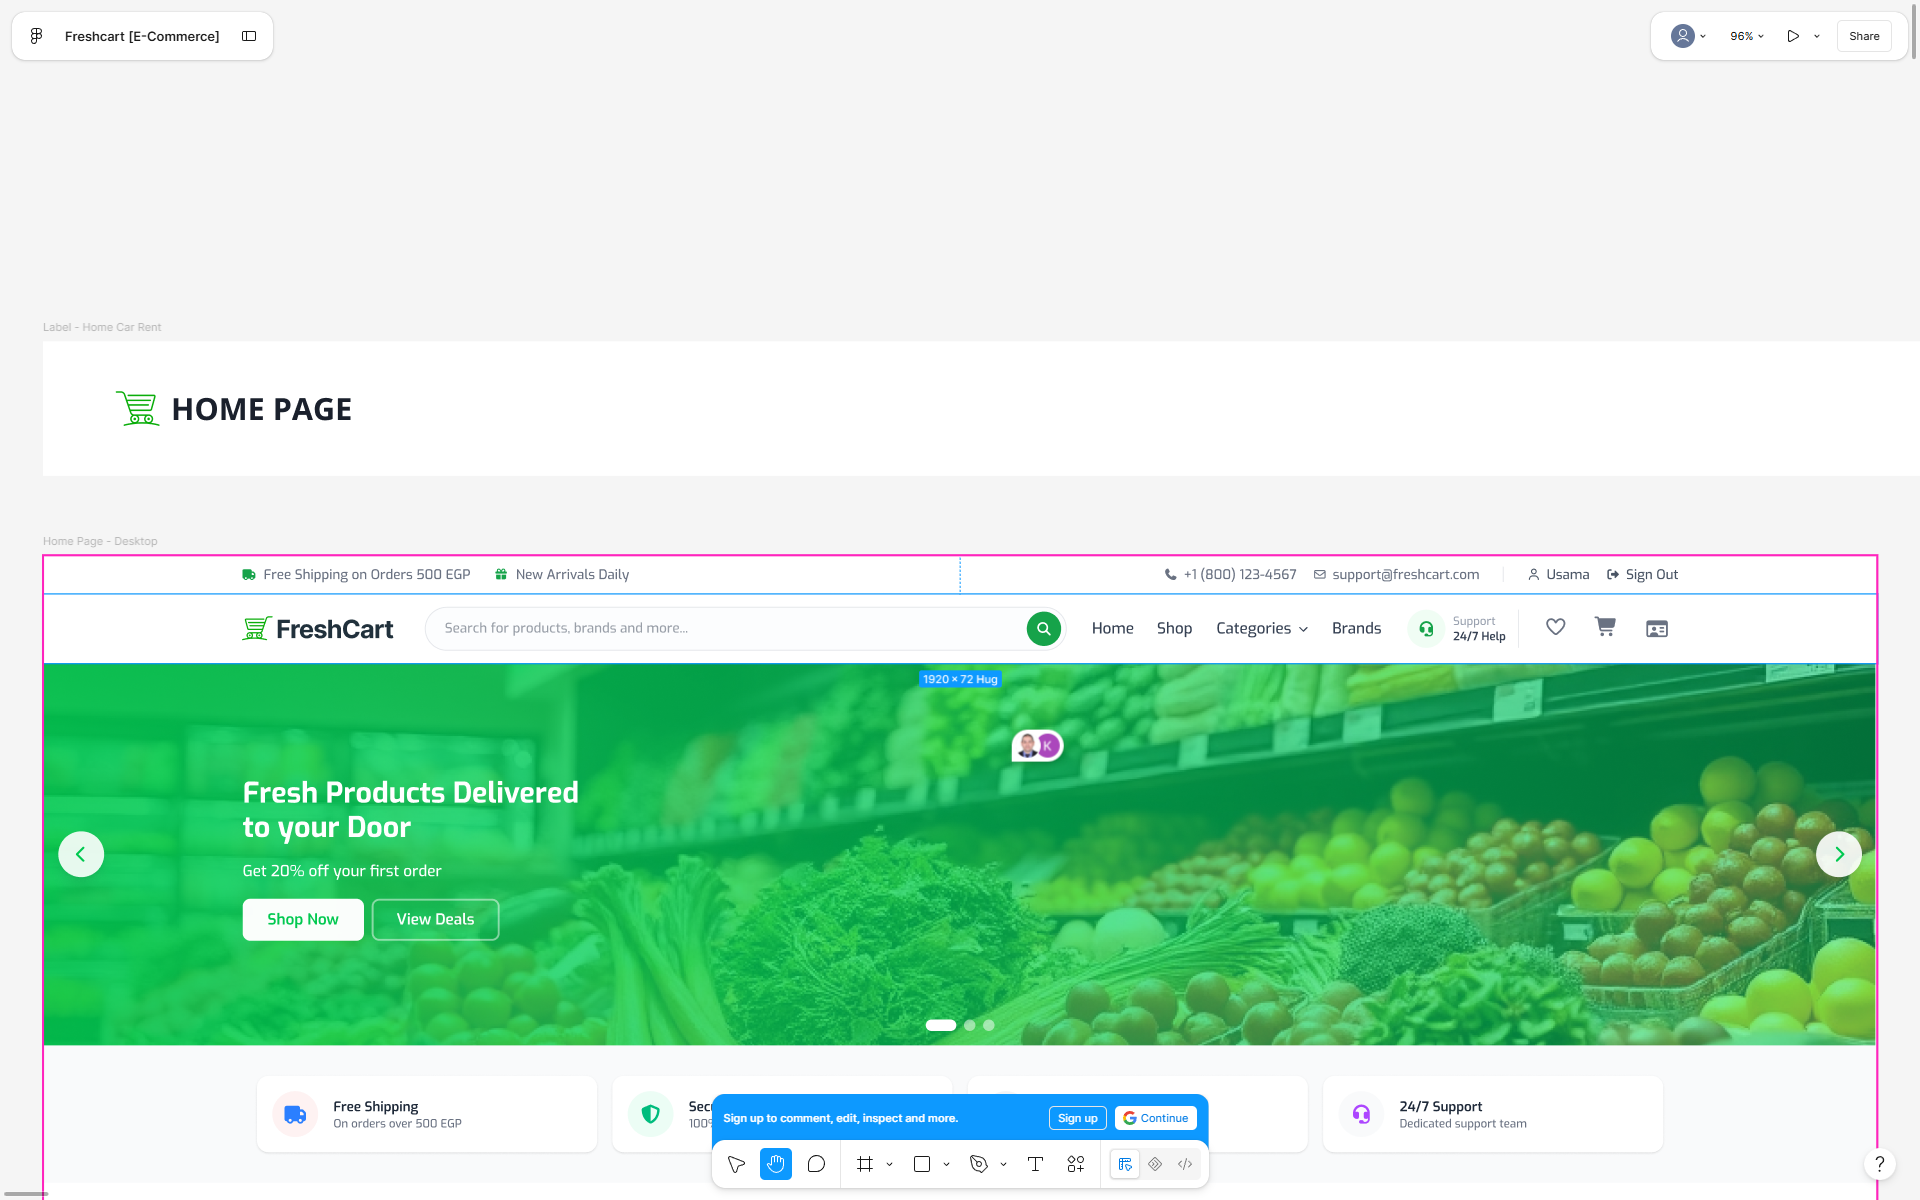 Freshcart [E-Commerce]
96%
Share
Label - Home Car Rent
HOME PAGE
Home Page - Desktop
Free Shipping on Orders 500 EGP
New Arrivals Daily
+1 (800) 123-4567
support@freshcart.com
Usama
Sign Out
FreshCart
Search for products, brands and more...
Home
Shop
Categories
Brands
Support
24/7 Help
1920 × 72 Hug
K
Fresh Products Delivered
to your Door
Get 20% off your first order
Shop Now
View Deals
Free Shipping
On orders over 500 EGP
24/7 Support
Dedicated support team
Sign up to comment, edit, inspect and more.
Sign up
Continue
?